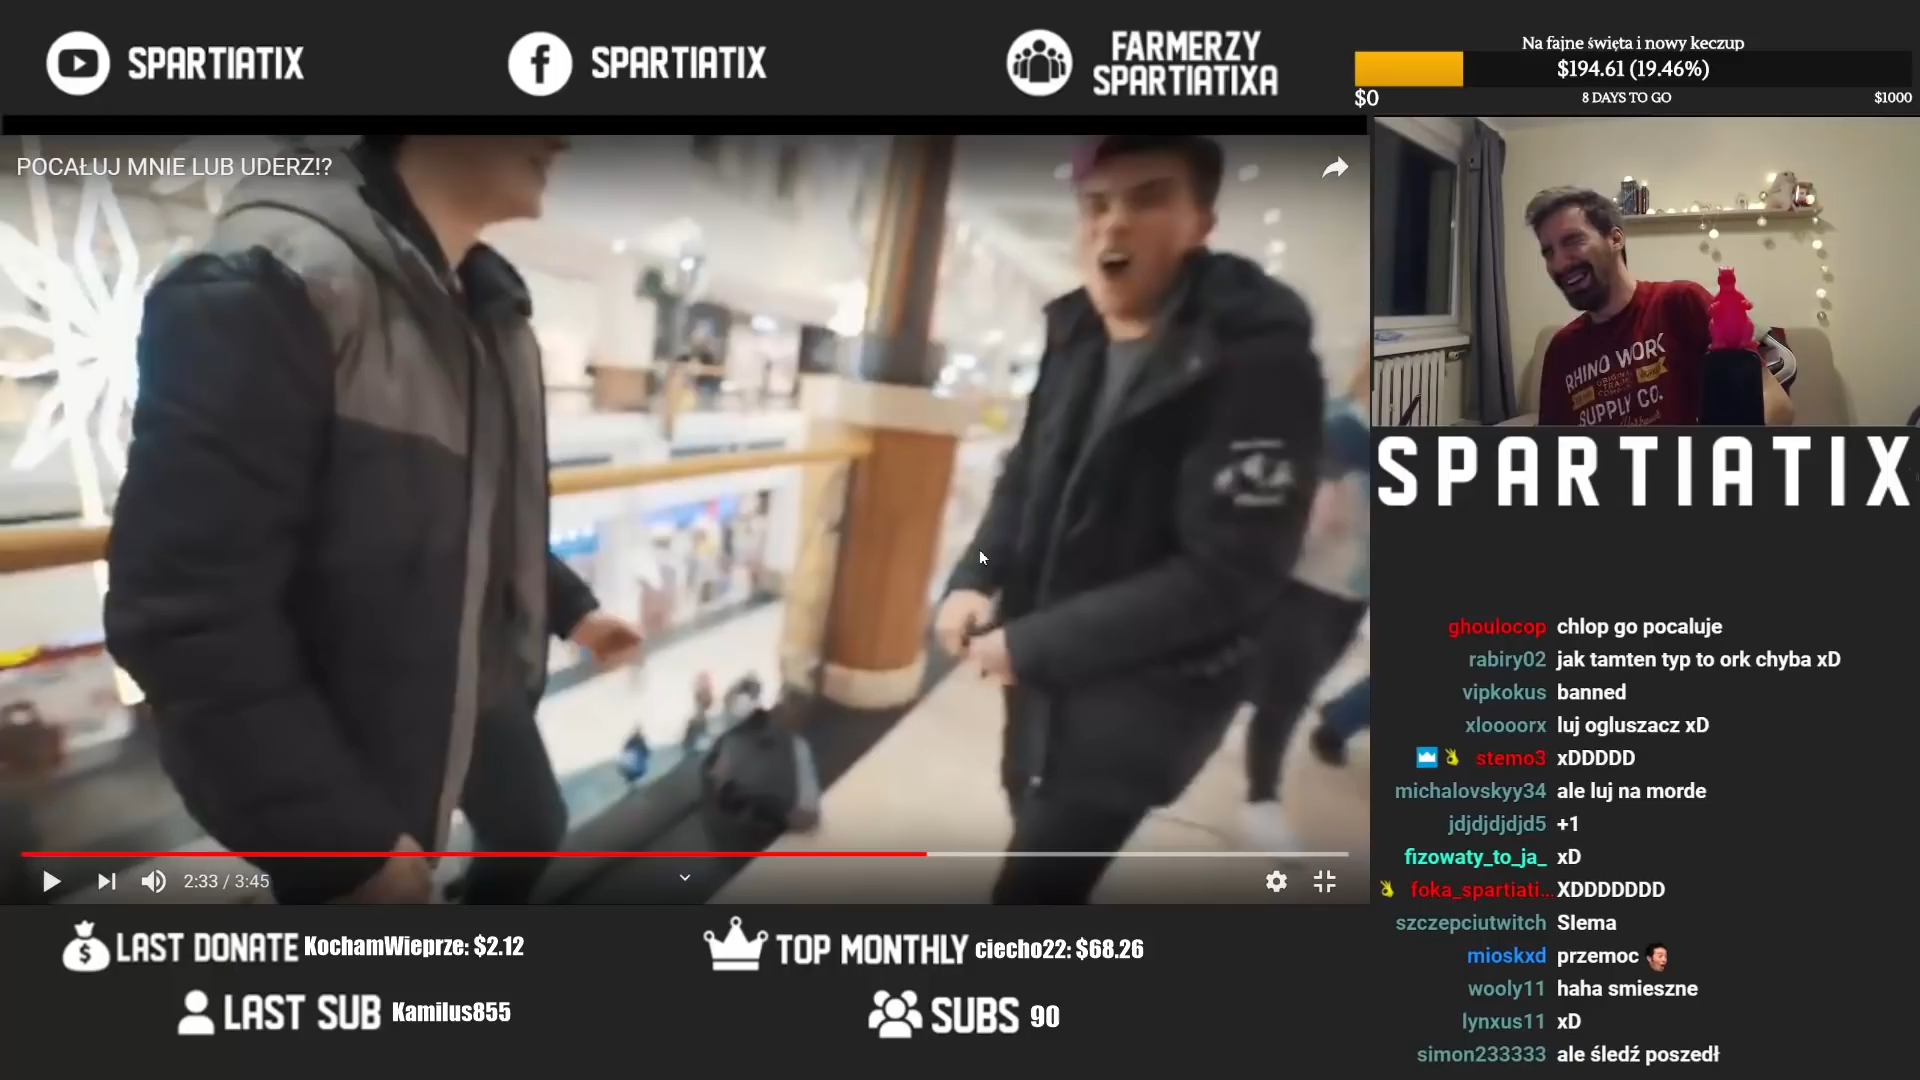 SPARTIATIX
SPARTIATIX
FARMERZY
SPARTIATIXA
Na fajne święta i nowy keczup
$194.61 (19.46%)
$0
8 DAYS TO GO
$1000
POCAŁUJ MNIE LUB UDERZ!?
RHINO WORK
SUPPLY CO.
SPARTIATIX
ghoulocop chlop go pocaluje
rabiry02 jak tamten typ to ork chyba xD
vipkokus banned
xloooorx luj ogluszacz xD
stemo3 xDDDDD
michalovskyy34 ale luj na morde
jdjdjdjdjd5 +1
fizowaty_to_ja_ xD
foka_spartiati... XDDDDDDD
szczepciutwitch Slema
mioskxd przemoc
wooly11 haha smieszne
lynxus11 xD
simon233333 ale śledź poszedł
2:33 / 3:45
LAST DONATE KochamWieprze: $2.12
TOP MONTHLY ciecho22: $68.26
LAST SUB Kamilus855
SUBS 90